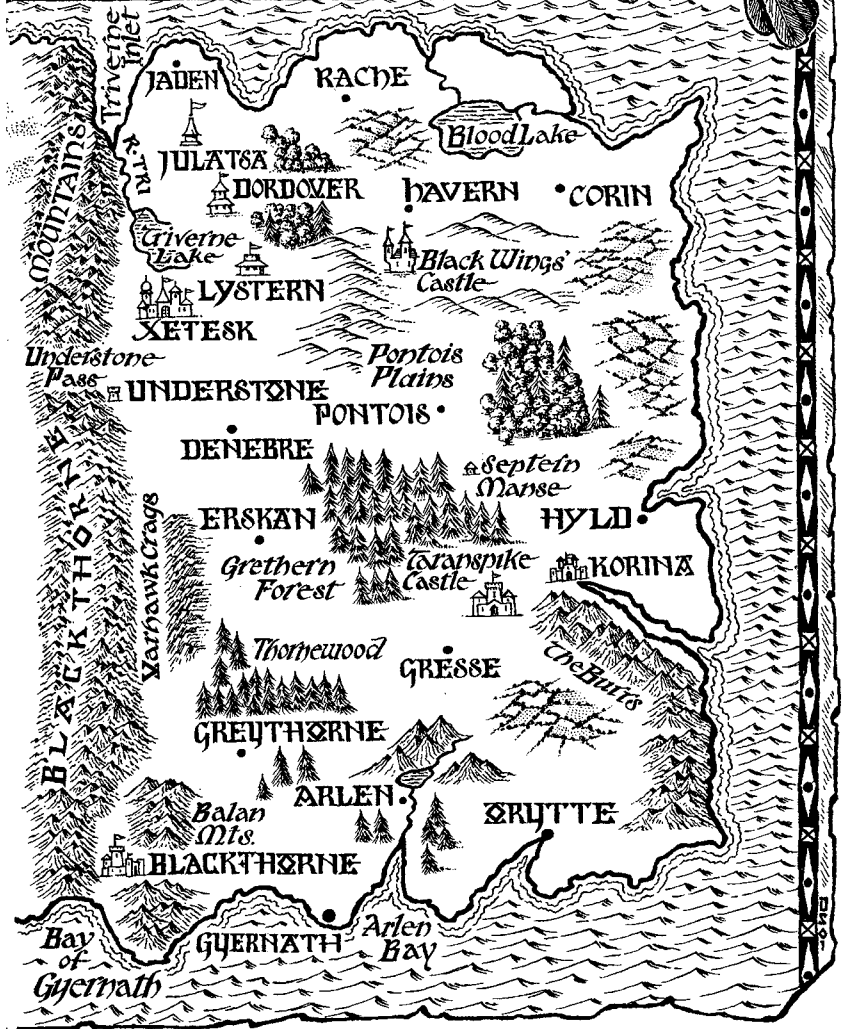 Triverne
Inlet
JADEN
RACHE
Blood Lake
R. TRI
JULATSA
DORDOVER
HAVERN
CORIN
Triverne
Lake
Black Wings'
Castle
LYSTERN
XETESK
Understone
Pass
UNDERSTONE
Pontois
Plains
PONTOIS
DENEBRE
Septern
Manse
ERSKAN
HYLD
Grethern
Forest
Taranspike
Castle
KORINA
BLACKTHORNE
Mountains
Varhawk Crags
Thornewood
GRESSE
The Burrs
GREYTHORNE
ARLEN
ORYTTE
Balan
Mts.
BLACKTHORNE
GYERNATH
Arlen
Bay
Bay
of
Gyernath